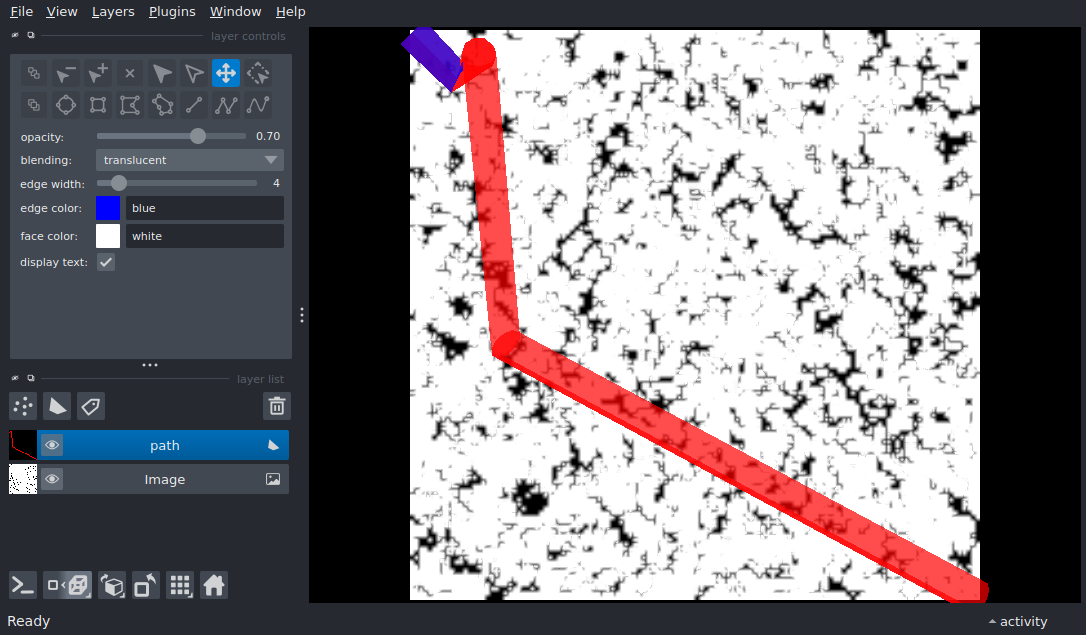 File View Layers Plugins Window Help
layer controls
opacity: 0.70
blending: translucent
edge width: 4
edge color: blue
face color: white
display text:
layer list
path
Image
Ready activity